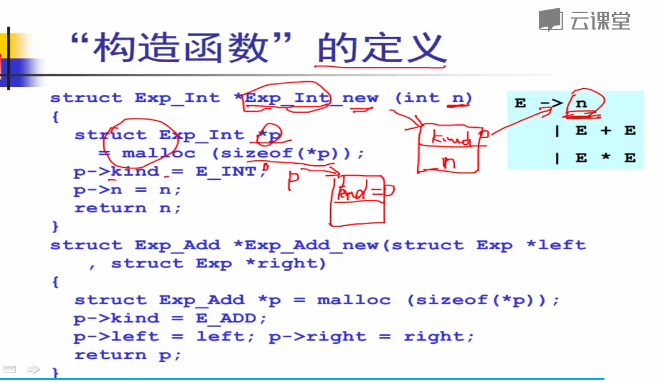 云课堂
“构造函数”的定义
struct Exp_Int *Exp_Int_new (int n)
{
struct Exp_Int *p
= malloc (sizeof(*p));
p->kind = E_INT;
p->n = n;
return n;
}
struct Exp_Add *Exp_Add_new(struct Exp *left
, struct Exp *right)
{
struct Exp_Add *p = malloc (sizeof(*p));
p->kind = E_ADD;
p->left = left; p->right = right;
return p;
}
E -> n
| E + E
| E * E
kind
n
p